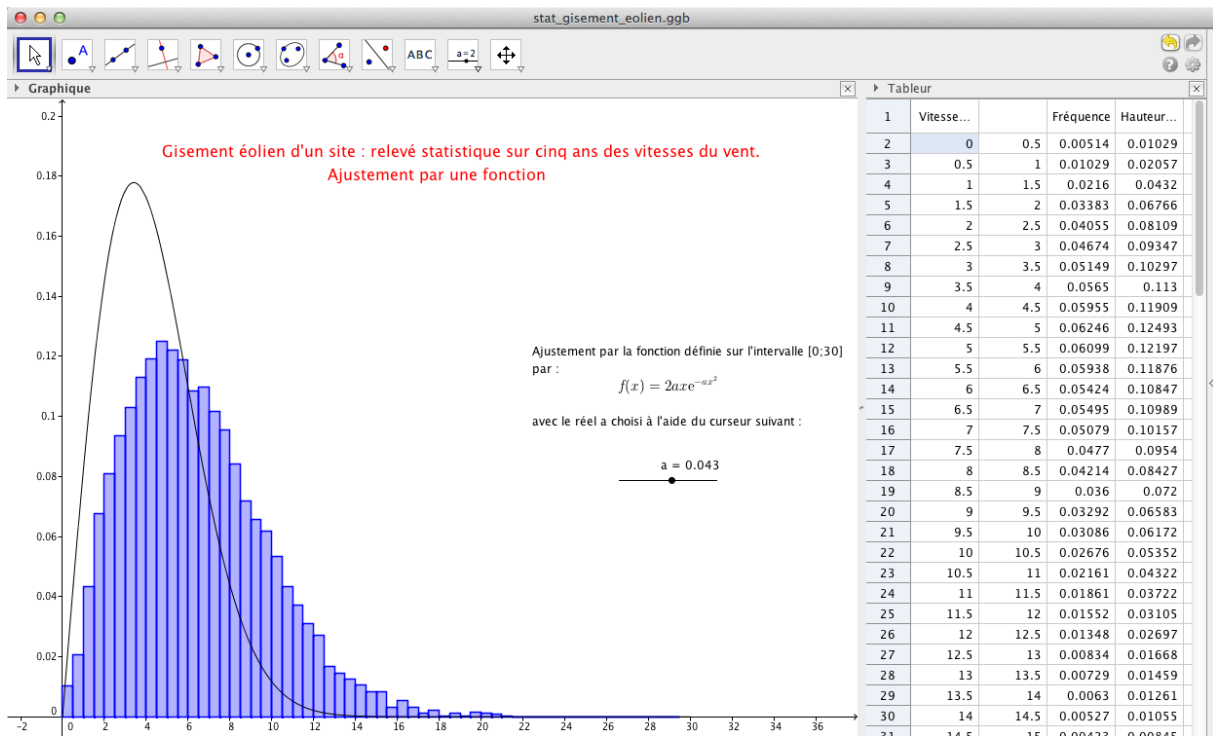 stat_gisement_eolien.ggb
A
α
ABC
a=2
Graphique
Tableur
Gisement éolien d'un site : relevé statistique sur cinq ans des vitesses du vent.
Ajustement par une fonction
Ajustement par la fonction définie sur l'intervalle [0;30]
par :
f(x) = 2axe^{-ax^2}
avec le réel a choisi à l'aide du curseur suivant :
a = 0.043
0.2
0.18
0.16
0.14
0.12
0.1
0.08
0.06
0.04
0.02
0
-2 0 2 4 6 8 10 12 14 16 18 20 22 24 26 28 30 32 34 36
1 Vitesse... Fréquence Hauteur...
2 0 0.5 0.00514 0.01029
3 0.5 1 0.01029 0.02057
4 1 1.5 0.0216 0.0432
5 1.5 2 0.03383 0.06766
6 2 2.5 0.04055 0.08109
7 2.5 3 0.04674 0.09347
8 3 3.5 0.05149 0.10297
9 3.5 4 0.0565 0.113
10 4 4.5 0.05955 0.11909
11 4.5 5 0.06246 0.12493
12 5 5.5 0.06099 0.12197
13 5.5 6 0.05938 0.11876
14 6 6.5 0.05424 0.10847
15 6.5 7 0.05495 0.10989
16 7 7.5 0.05079 0.10157
17 7.5 8 0.0477 0.0954
18 8 8.5 0.04214 0.08427
19 8.5 9 0.036 0.072
20 9 9.5 0.03292 0.06583
21 9.5 10 0.03086 0.06172
22 10 10.5 0.02676 0.05352
23 10.5 11 0.02161 0.04322
24 11 11.5 0.01861 0.03722
25 11.5 12 0.01552 0.03105
26 12 12.5 0.01348 0.02697
27 12.5 13 0.00834 0.01668
28 13 13.5 0.00729 0.01459
29 13.5 14 0.0063 0.01261
30 14 14.5 0.00527 0.01055
31 14.5 15 0.00423 0.00845